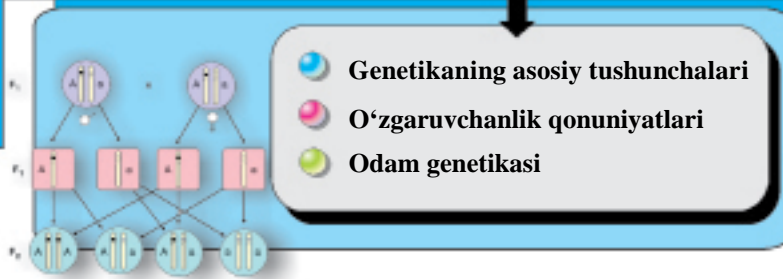 Genetikaning asosiy tushunchalari
O‘zgaruvchanlik qonuniyatlari
Odam genetikasi